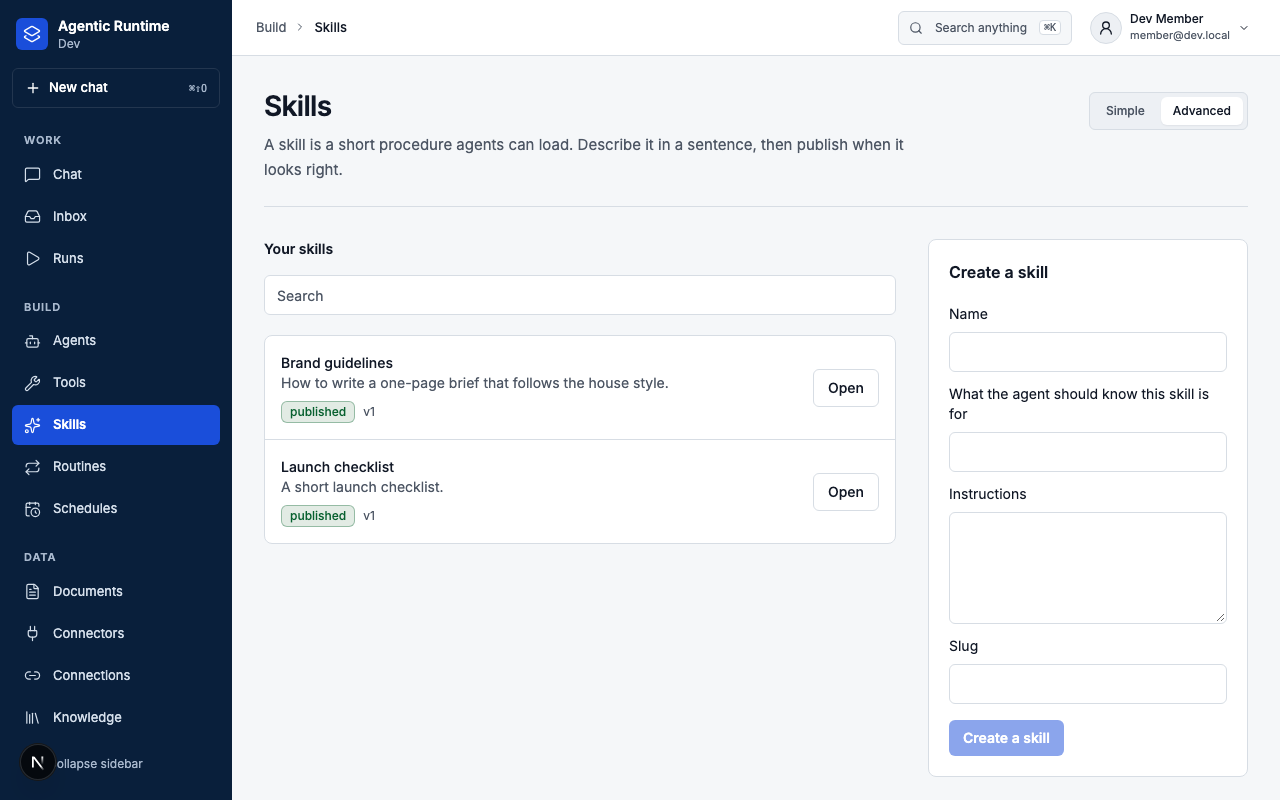 Agentic Runtime
Dev
New chat ⌘⇧O
WORK
Chat
Inbox
Runs
BUILD
Agents
Tools
Skills
Routines
Schedules
DATA
Documents
Connectors
Connections
Knowledge
N
ollapse sidebar
Build > Skills
Search anything ⌘K
Dev Member
member@dev.local
Skills
A skill is a short procedure agents can load. Describe it in a sentence, then publish when it
looks right.
Simple Advanced
Your skills
Search
Brand guidelines
How to write a one-page brief that follows the house style.
published v1
Open
Launch checklist
A short launch checklist.
published v1
Open
Create a skill
Name
What the agent should know this skill is
for
Instructions
Slug
Create a skill